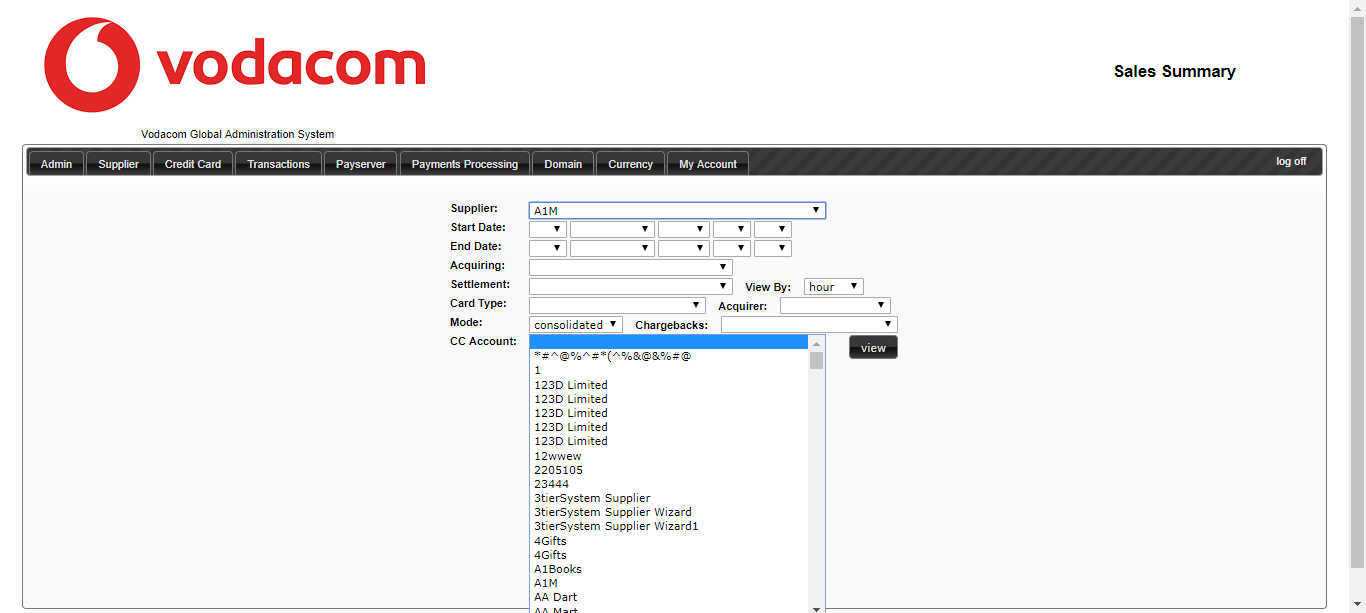 vodacom
Sales Summary
Vodacom Global Administration System
Admin Supplier Credit Card Transactions Payserver Payments Processing Domain Currency My Account log off
Supplier: A1M
Start Date:
End Date:
Acquiring:
Settlement: View By: hour
Card Type: Acquirer:
Mode: consolidated Chargebacks:
CC Account: view
*#^@%^#*(^%&@&%#@
1
123D Limited
123D Limited
123D Limited
123D Limited
123D Limited
12wwew
2205105
23444
3tierSystem Supplier
3tierSystem Supplier Wizard
3tierSystem Supplier Wizard1
4Gifts
4Gifts
A1Books
A1M
AA Dart
AA Mart